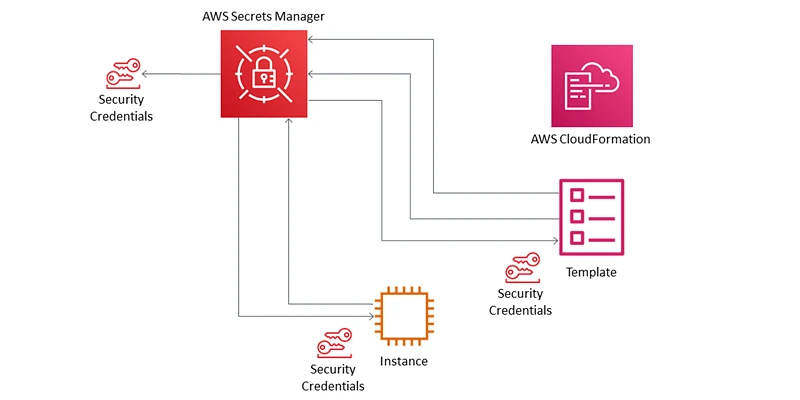 AWS Secrets Manager
Security
Credentials
AWS CloudFormation
Template
Security
Credentials
Instance
Security
Credentials